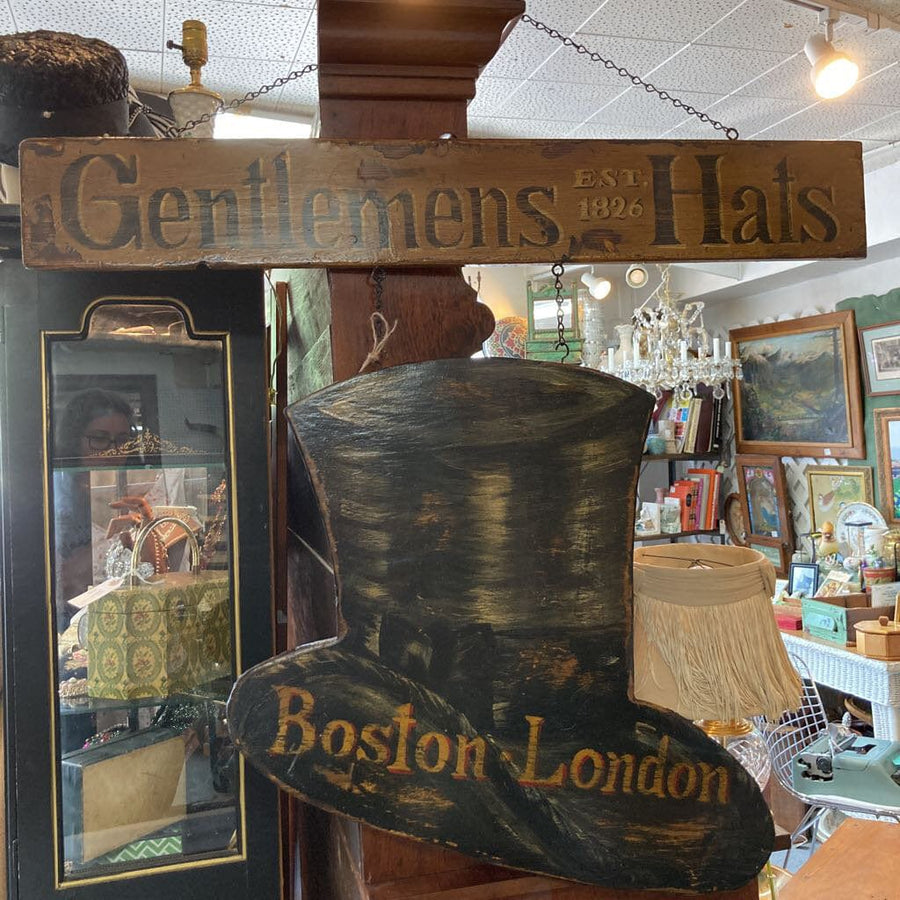 Gentlemens EST. 1826 Hats
Boston · London